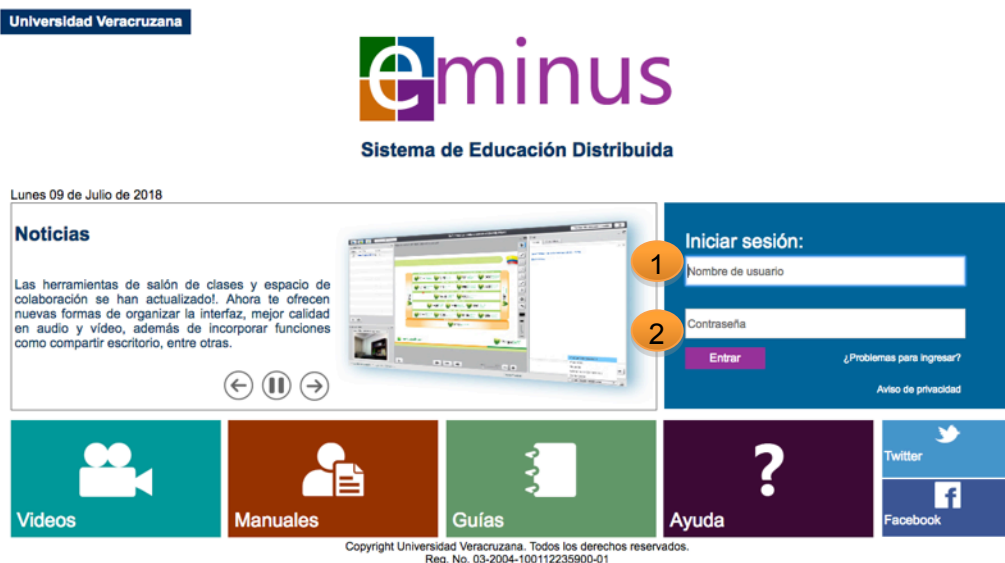 Universidad Veracruzana
eminus
Sistema de Educación Distribuida
Lunes 09 de Julio de 2018
Noticias
Las herramientas de salón de clases y espacio de
colaboración se han actualizado!. Ahora te ofrecen
nuevas formas de organizar la interfaz, mejor calidad
en audio y vídeo, además de incorporar funciones
como compartir escritorio, entre otras.
Iniciar sesión:
1
Nombre de usuario
2
Contraseña
Entrar
¿Problemas para ingresar?
Aviso de privacidad
Videos
Manuales
Guías
?
Ayuda
Twitter
Facebook
Copyright Universidad Veracruzana. Todos los derechos reservados.
Reg. No. 03-2004-100112235900-01